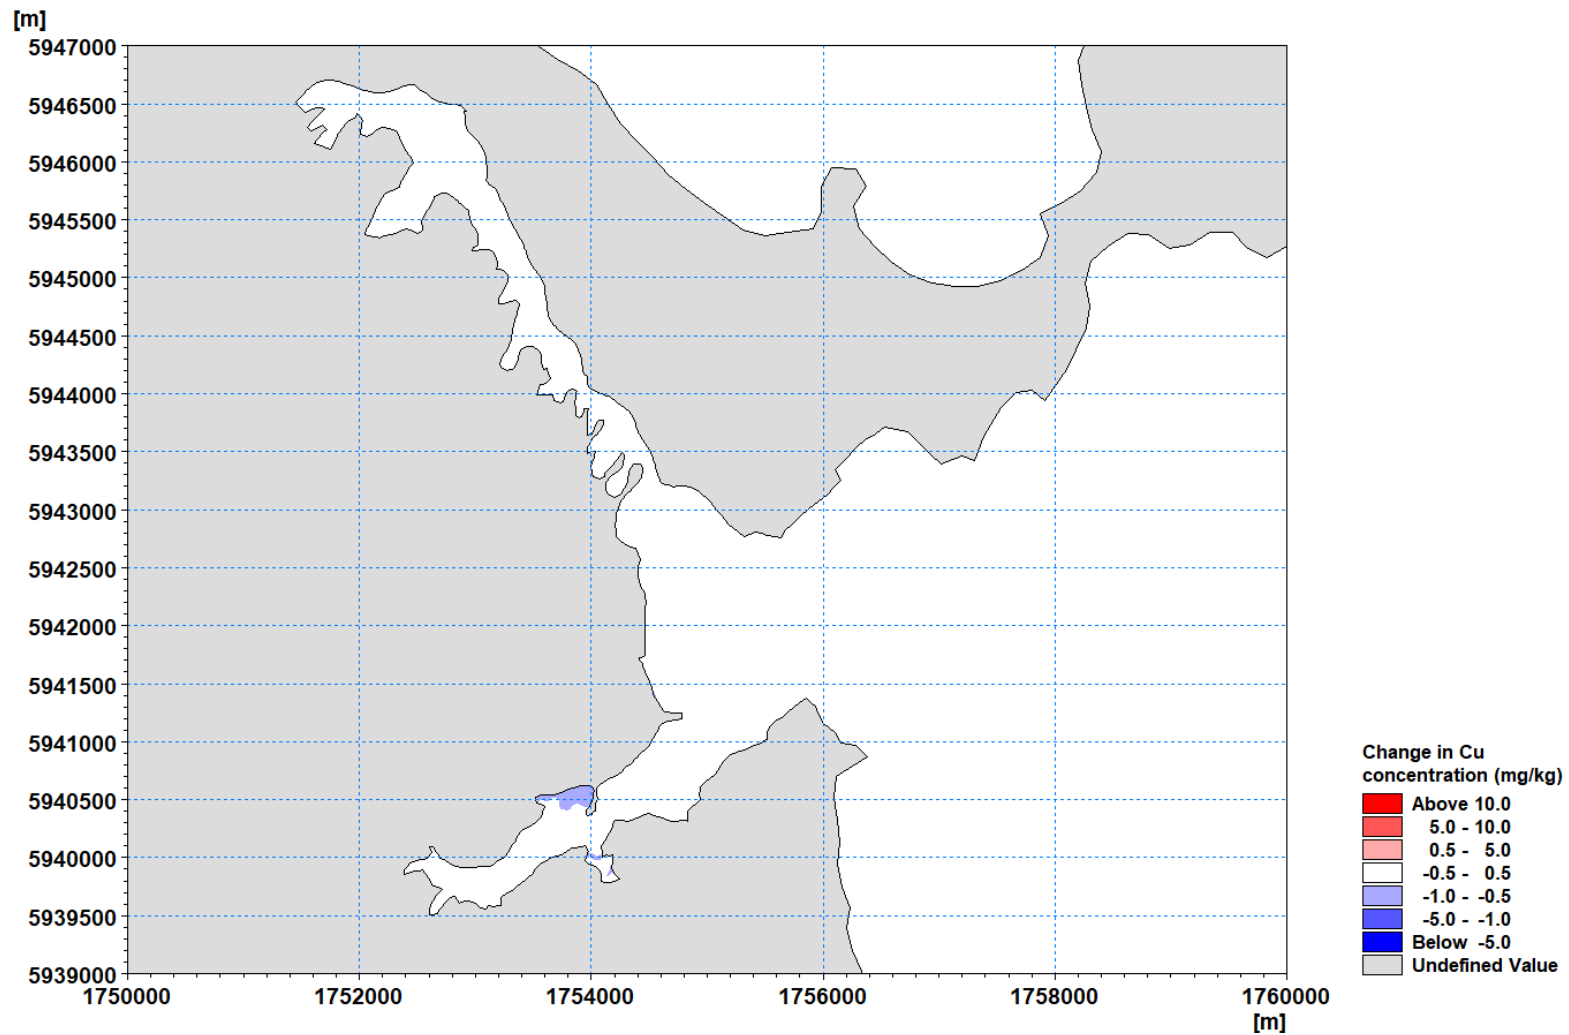 [m]
5947000
5946500
5946000
5945500
5945000
5944500
5944000
5943500
5943000
5942500
5942000
5941500
5941000
5940500
5940000
5939500
5939000
1750000 1752000 1754000 1756000 1758000 1760000
[m]
Change in Cu
concentration (mg/kg)
Above 10.0
5.0 - 10.0
0.5 - 5.0
-0.5 - 0.5
-1.0 - -0.5
-5.0 - -1.0
Below -5.0
Undefined Value